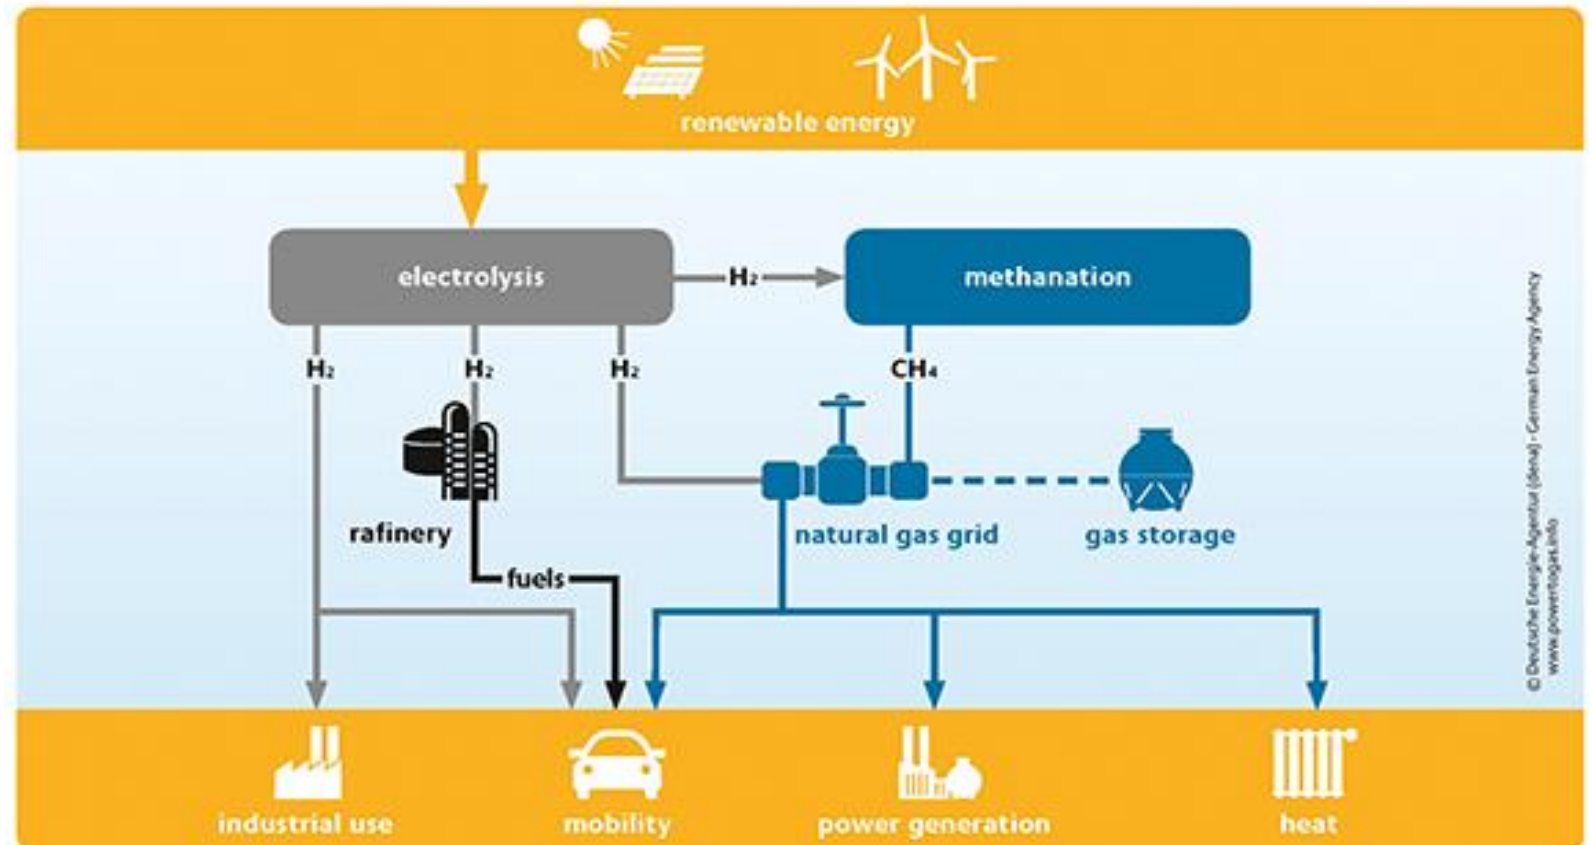 renewable energy
electrolysis
H₂
methanation
H₂
H₂
H₂
CH₄
rafinery
natural gas grid
gas storage
fuels
industrial use
mobility
power generation
heat
© Deutsche Energie-Agentur (dena) - German Energy Agency
www.powertogas.info